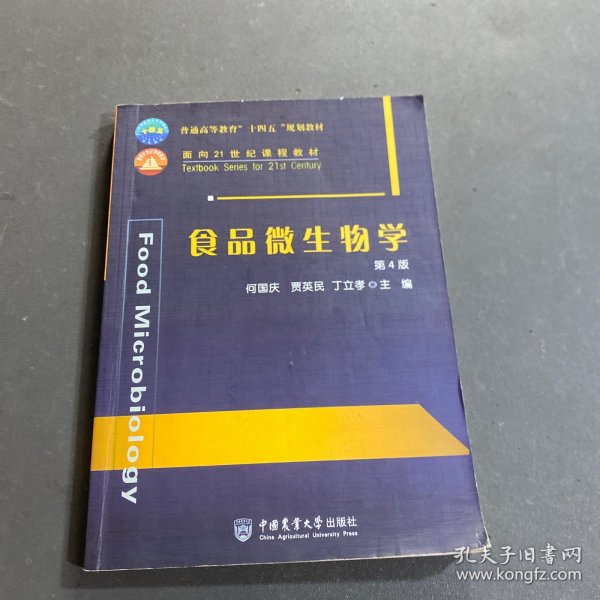 十四五
普通高等教育"十四五"规划教材
面向21世纪课程教材
Textbook Series for 21st Century
食品微生物学
第4版
何国庆 贾英民 丁立孝 主 编
Food Microbiology
中国农业大学出版社
China Agricultural University Press
孔夫子旧书网
www.kongfz.com